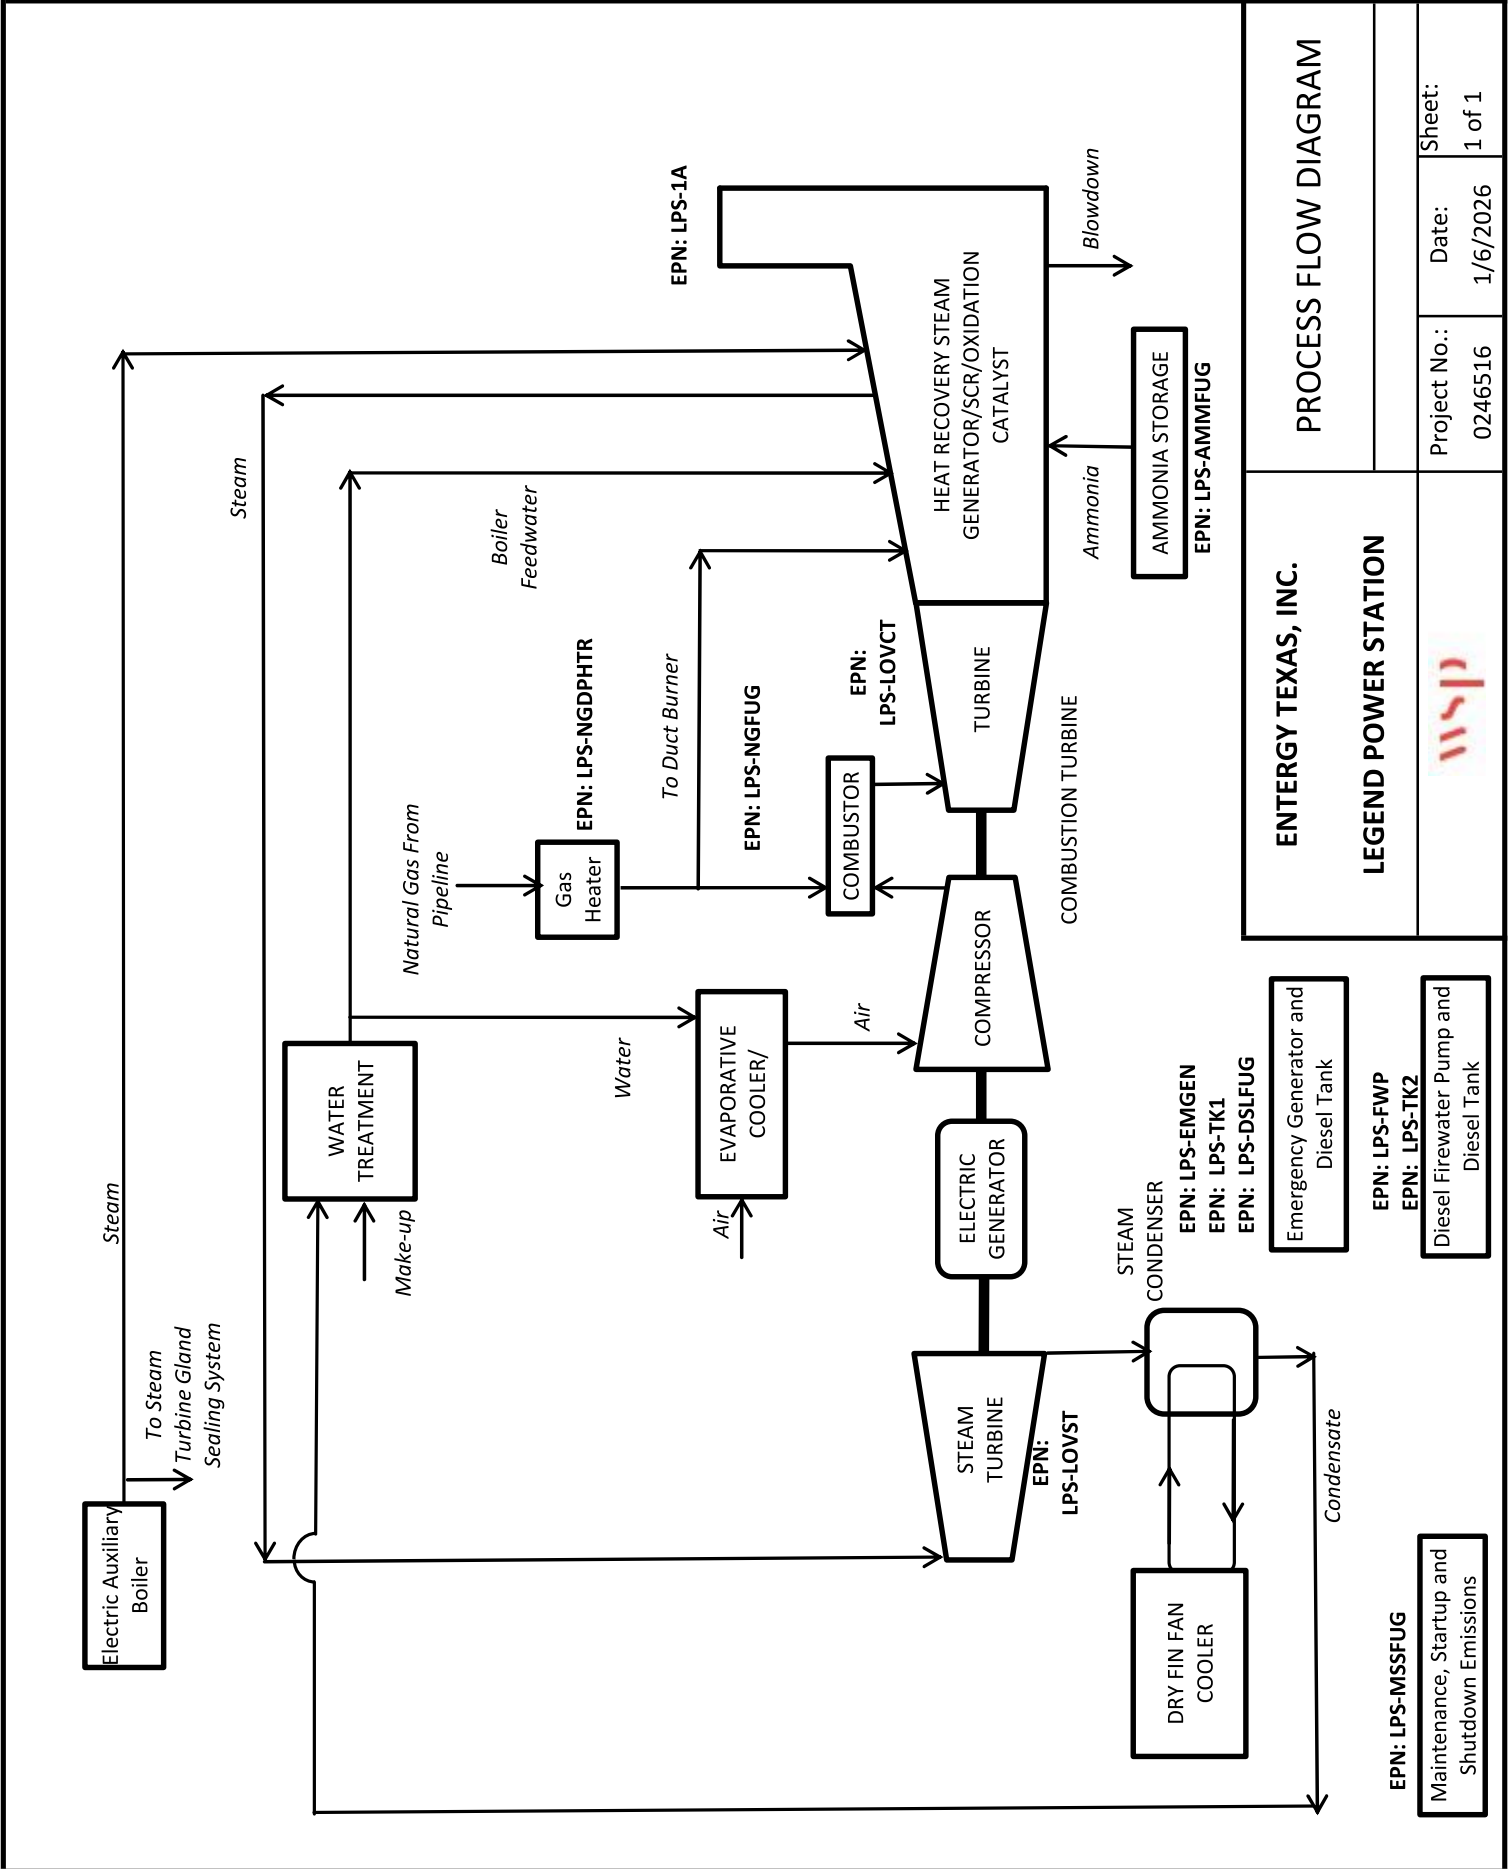 Electric Auxiliary
Boiler
Steam
To Steam
Turbine Gland
Sealing System
Steam
WATER
TREATMENT
Make-up
Natural Gas From
Pipeline
Boiler
Feedwater
Gas
Heater
EPN: LPS-NGDPHTR
Water
To Duct Burner
EPN: LPS-1A
EPN: LPS-NGFUG
Air
EVAPORATIVE
COOLER/
Air
COMBUSTOR
EPN:
LPS-LOVCT
STEAM
TURBINE
ELECTRIC
GENERATOR
COMPRESSOR
TURBINE
HEAT RECOVERY STEAM
GENERATOR/SCR/OXIDATION
CATALYST
EPN:
LPS-LOVST
COMBUSTION TURBINE
Ammonia
Blowdown
STEAM
CONDENSER
AMMONIA STORAGE
EPN: LPS-AMMFUG
DRY FIN FAN
COOLER
EPN: LPS-EMGEN
EPN: LPS-TK1
EPN: LPS-DSLFUG
Emergency Generator and
Diesel Tank
Condensate
EPN: LPS-FWP
EPN: LPS-TK2
Diesel Firewater Pump and
Diesel Tank
EPN: LPS-MSSFUG
Maintenance, Startup and
Shutdown Emissions
ENTERGY TEXAS, INC.
LEGEND POWER STATION
PROCESS FLOW DIAGRAM
wsp
Project No.:
0246516
Date:
1/6/2026
Sheet:
1 of 1